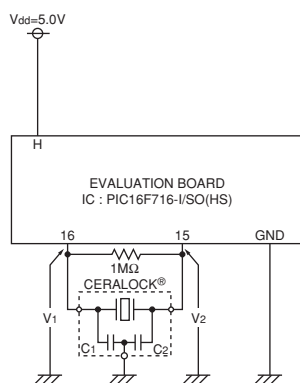 Vdd=5.0V
H
EVALUATION BOARD
IC : PIC16F716-I/SO(HS)
16
15
GND
1MΩ
CERALOCK®
V1
V2
C1
C2